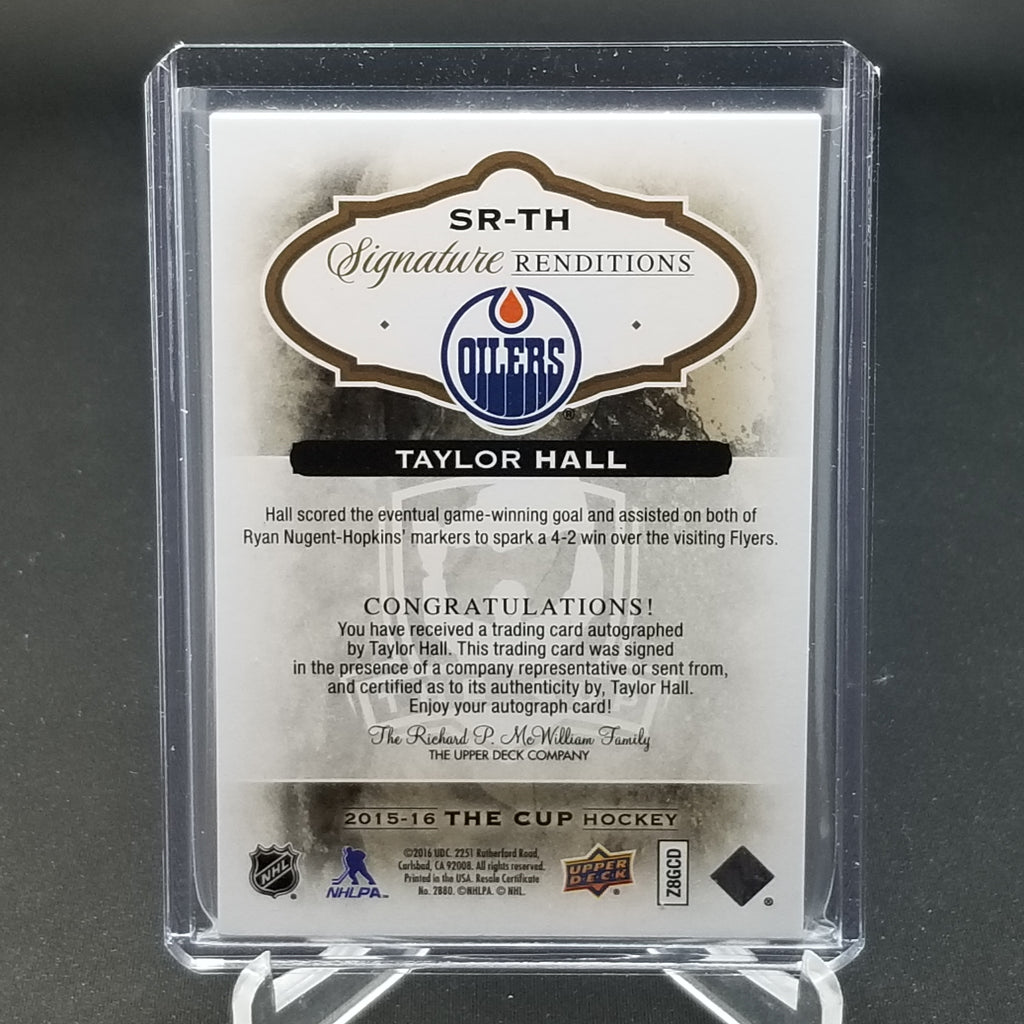 SR-TH
Signature RENDITIONS
OILERS
®
TAYLOR HALL
Hall scored the eventual game-winning goal and assisted on both of
Ryan Nugent-Hopkins' markers to spark a 4-2 win over the visiting Flyers.
CONGRATULATIONS!
You have received a trading card autographed
by Taylor Hall. This trading card was signed
in the presence of a company representative or sent from,
and certified as to its authenticity by, Taylor Hall.
Enjoy your autograph card!
The Richard P. McWilliam Family
THE UPPER DECK COMPANY
2015-16 THE CUP HOCKEY
NHL
NHLPA
©2016 UDC. 2251 Rutherford Road,
Carlsbad, CA 92008. All rights reserved.
Printed in the USA. Resale Certificate
No. 2880. ©NHLPA. © NHL.
UPPER
DECK
Z8GCD